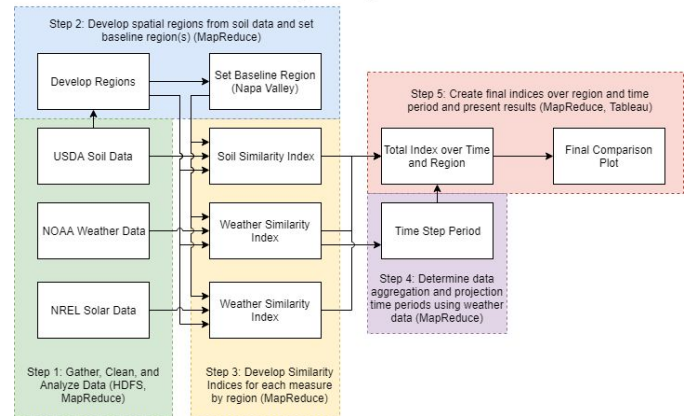 Step 2: Develop spatial regions from soil data and set
baseline region(s) (MapReduce)
Develop Regions
Set Baseline Region
(Napa Valley)
Step 5: Create final indices over region and time
period and present results (MapReduce, Tableau)
USDA Soil Data
Soil Similarity Index
Total Index over Time
and Region
Final Comparison
Plot
NOAA Weather Data
Weather Similarity
Index
Time Step Period
Step 4: Determine data
aggregation and projection
time periods using weather
data (MapReduce)
NREL Solar Data
Weather Similarity
Index
Step 1: Gather, Clean, and
Analyze Data (HDFS,
MapReduce)
Step 3: Develop Similarity
Indices for each measure
by region (MapReduce)